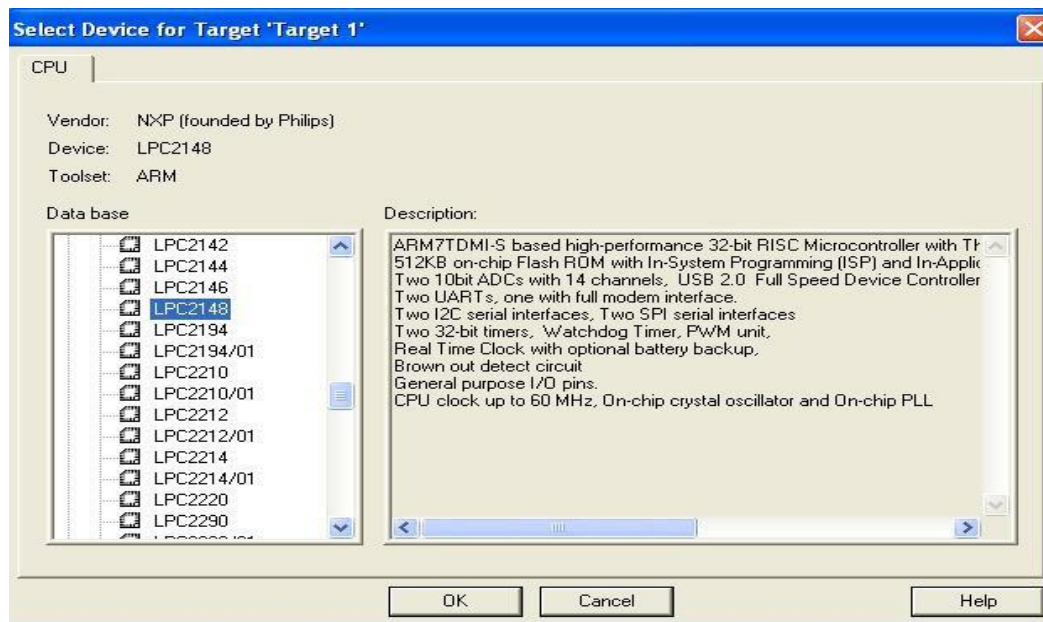 Select Device for Target 'Target 1'
CPU
Vendor: NXP (founded by Philips)
Device: LPC2148
Toolset: ARM
Data base
LPC2142
LPC2144
LPC2146
LPC2148
LPC2194
LPC2194/01
LPC2210
LPC2210/01
LPC2212
LPC2212/01
LPC2214
LPC2214/01
LPC2220
LPC2290
Description:
ARM7TDMI-S based high-performance 32-bit RISC Microcontroller with
512KB on-chip Flash ROM with In-System Programming (ISP) and
Two 10bit ADCs with 14 channels, USB 2.0 Full Speed Device Controller
Two UARTs, one with full modem interface.
Two I2C serial interfaces, Two SPI serial interfaces
Two 32-bit timers, Watchdog Timer, PWM unit,
Real Time Clock with optional battery backup,
Brown out detect circuit
General purpose I/O pins.
CPU clock up to 60 MHz, On-chip crystal oscillator and On-chip PLL
OK
Cancel
Help